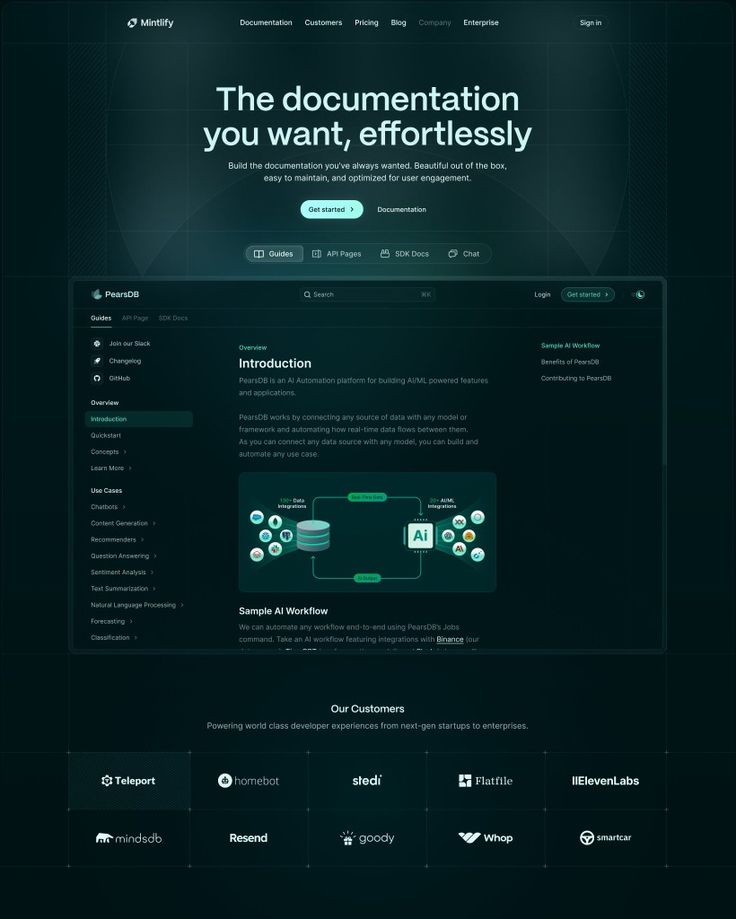 Mintlify
Documentation Customers Pricing Blog Company Enterprise
Sign in
The documentation
you want, effortlessly
Build the documentation you've always wanted. Beautiful out of the box,
easy to maintain, and optimized for user engagement.
Get started
Documentation
Guides
API Pages
SDK Docs
Chat
PearsDB
Search
⌘K
Login
Get started
Guides API Page SDK Docs
Join our Slack
Changelog
GitHub
Overview
Introduction
Quickstart
Concepts
Learn More
Use Cases
Chatbots
Content Generation
Recommenders
Question Answering
Sentiment Analysis
Text Summarization
Natural Language Processing
Forecasting
Classification
Overview
Introduction
PearsDB is an AI Automation platform for building AI/ML powered features
and applications.
PearsDB works by connecting any source of data with any model or
framework and automating how real-time data flows between them.
As you can connect any data source with any model, you can build and
automate any use case.
130+ Data
Integrations
Real-Time Data
20+ AI/ML
Integrations
Ai
AI Output
Sample AI Workflow
We can automate any workflow end-to-end using PearsDB's Jobs
command. Take an AI workflow featuring integrations with Binance (our
Sample AI Workflow
Benefits of PearsDB
Contributing to PearsDB
Our Customers
Powering world class developer experiences from next-gen startups to enterprises.
Teleport
homebot
stedi
Flatfile
IIElevenLabs
mindsdb
Resend
goody
Whop
smartcar